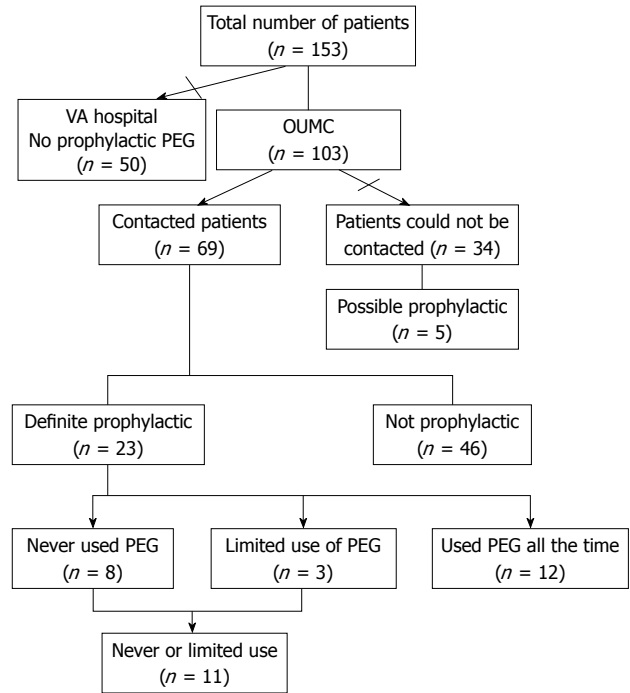 Total number of patients
(n = 153)
VA hospital
No prophylactic PEG
(n = 50)
OUMC
(n = 103)
Contacted patients
(n = 69)
Patients could not be
contacted (n = 34)
Possible prophylactic
(n = 5)
Definite prophylactic
(n = 23)
Not prophylactic
(n = 46)
Never used PEG
(n = 8)
Limited use of PEG
(n = 3)
Used PEG all the time
(n = 12)
Never or limited use
(n = 11)